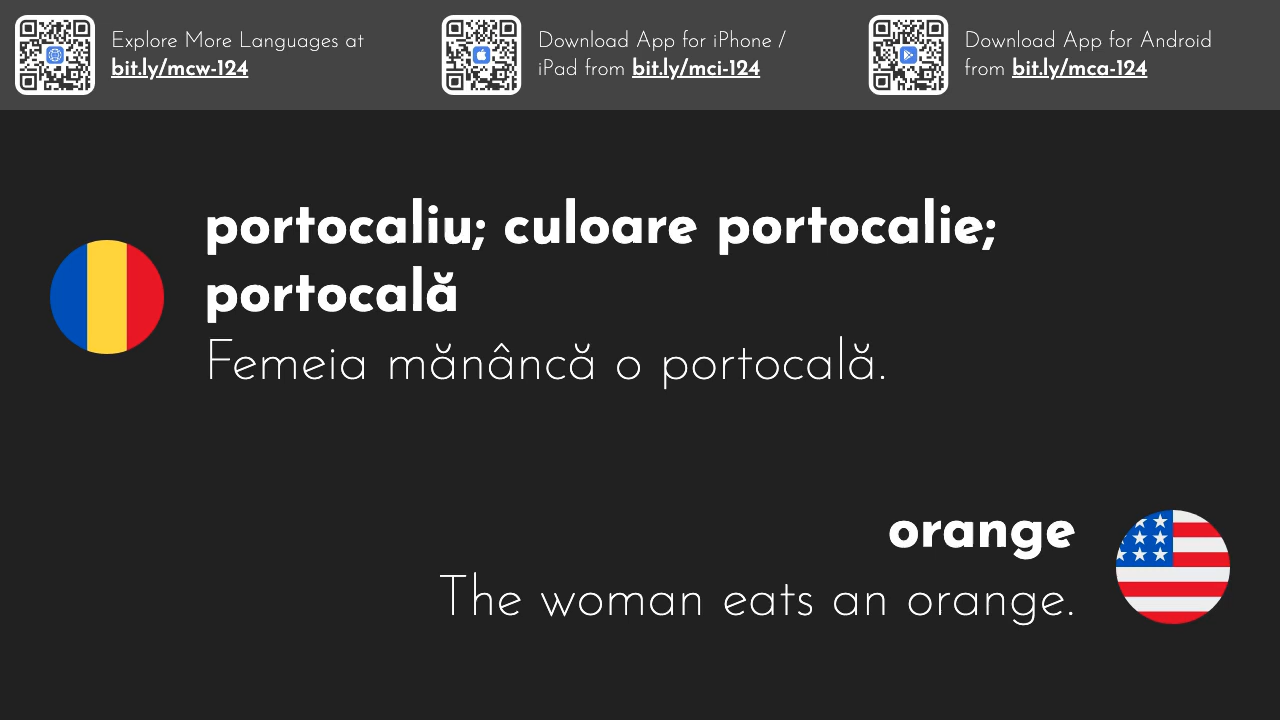 Explore More Languages at
bit.ly/mcw-124
Download App for iPhone /
iPad from bit.ly/mci-124
Download App for Android
from bit.ly/mca-124
portocaliu; culoare portocalie;
portocală
Femeia mănâncă o portocală.
orange
The woman eats an orange.